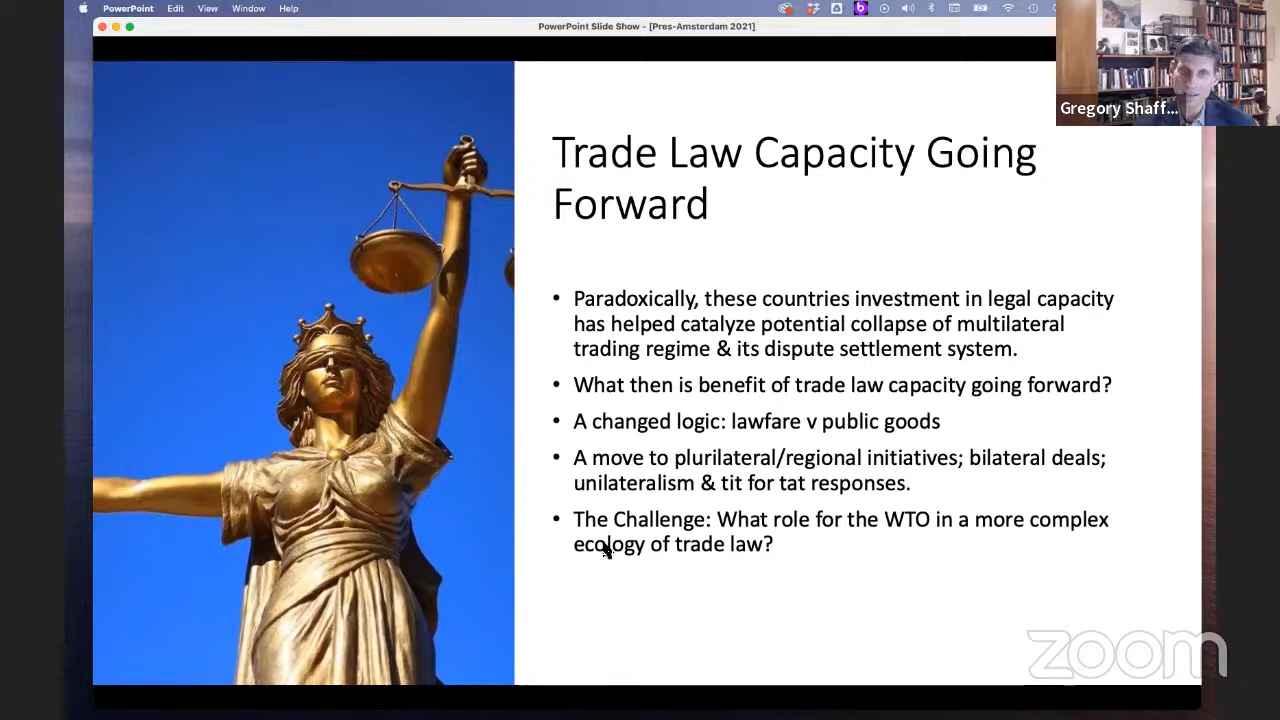 PowerPoint File Edit View Window Help
PowerPoint Slide Show - [Pres-Amsterdam 2021]
Gregory Shaff...
Trade Law Capacity Going
Forward
• Paradoxically, these countries investment in legal capacity
has helped catalyze potential collapse of multilateral
trading regime & its dispute settlement system.
• What then is benefit of trade law capacity going forward?
• A changed logic: lawfare v public goods
• A move to plurilateral/regional initiatives; bilateral deals;
unilateralism & tit for tat responses.
• The Challenge: What role for the WTO in a more complex
ecology of trade law?
zoom